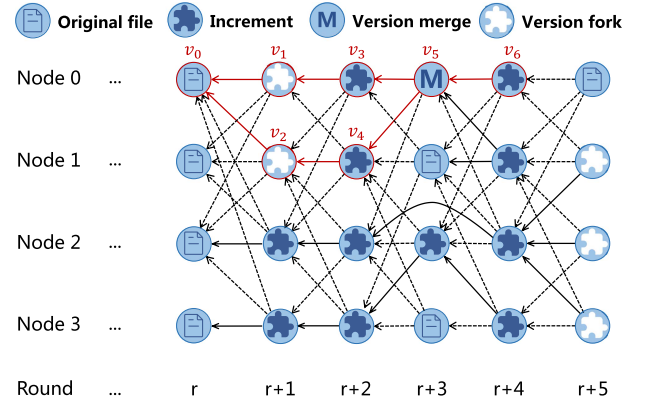 Original file Increment Version merge Version fork
v₀ v₁ v₃ v₅ v₆
Node 0 ... M
v₂ v₄
Node 1 ...
Node 2 ...
Node 3 ...
Round ... r r+1 r+2 r+3 r+4 r+5